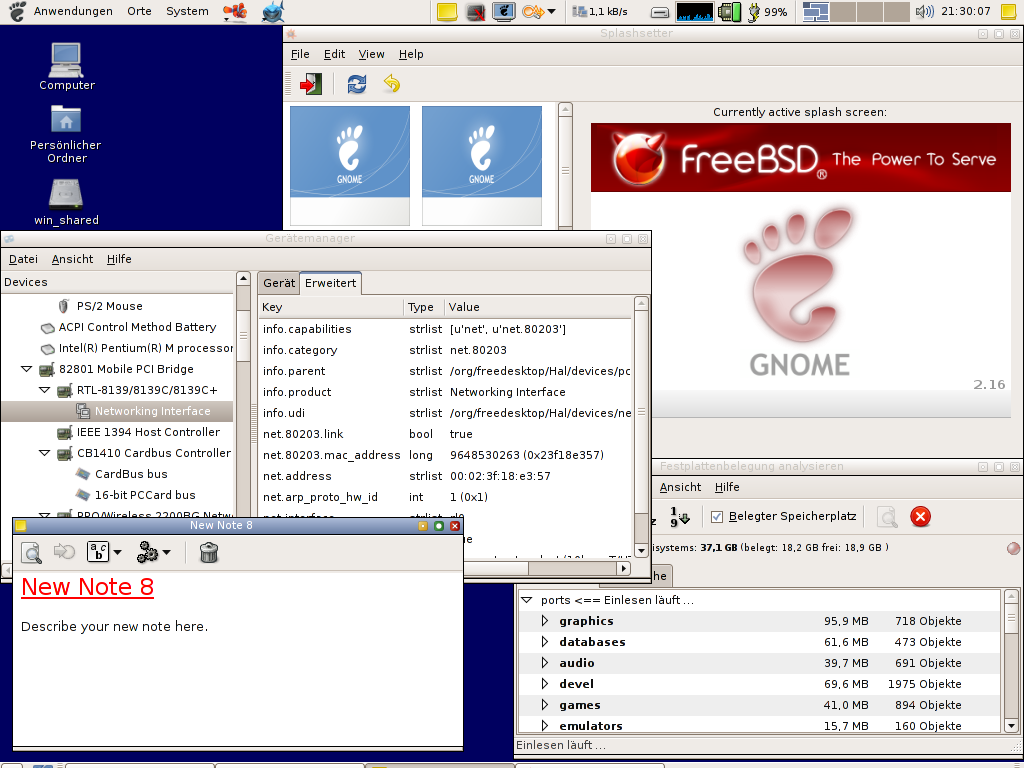 Anwendungen Orte System 1,1 kB/s 99% 21:30:07
Computer
Persönlicher
Ordner
win_shared
Splashsetter
File Edit View Help
GNOME GNOME
Currently active splash screen:
FreeBSD® The Power To Serve
GNOME
2.16
Gerätemanager
Datei Ansicht Hilfe
Devices
PS/2 Mouse
ACPI Control Method Battery
Intel(R) Pentium(R) M processor
82801 Mobile PCI Bridge
RTL-8139/8139C/8139C+
Networking Interface
IEEE 1394 Host Controller
CB1410 Cardbus Controller
CardBus bus
16-bit PCCard bus
PRO/Wireless 2200BG Netw
Gerät Erweitert
Key Type Value
info.capabilities strlist [u'net', u'net.80203']
info.category strlist net.80203
info.parent strlist /org/freedesktop/Hal/devices/pc
info.product strlist Networking Interface
info.udi strlist /org/freedesktop/Hal/devices/ne
net.80203.link bool true
net.80203.mac_address long 9648530263 (0x23f18e357)
net.address strlist 00:02:3f:18:e3:57
net.arp_proto_hw_id int 1 (0x1)
net.interface strlist rl0
New Note 8
New Note 8
Describe your new note here.
Festplattenbelegung analysieren
Ansicht Hilfe
Belegter Speicherplatz
isystems: 37,1 GB (belegt: 18,2 GB frei: 18,9 GB )
he
ports <== Einlesen läuft ...
graphics 95,9 MB 718 Objekte
databases 61,6 MB 473 Objekte
audio 39,7 MB 691 Objekte
devel 69,6 MB 1975 Objekte
games 41,0 MB 894 Objekte
emulators 15,7 MB 160 Objekte
Einlesen läuft ...